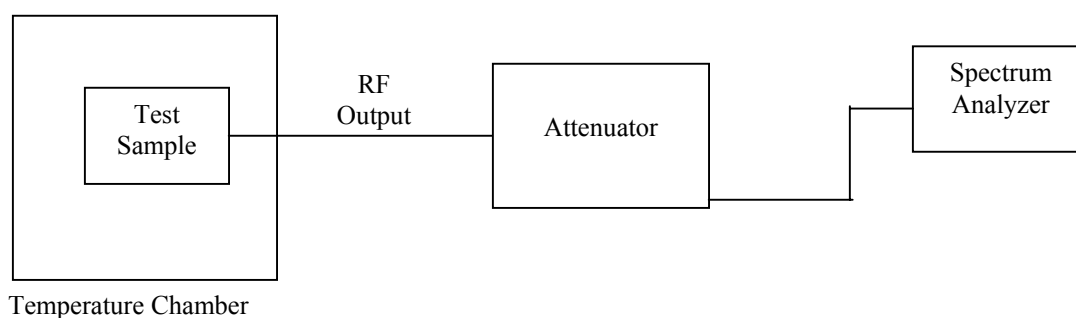 Test
Sample
RF
Output
Attenuator
Spectrum
Analyzer
Temperature Chamber